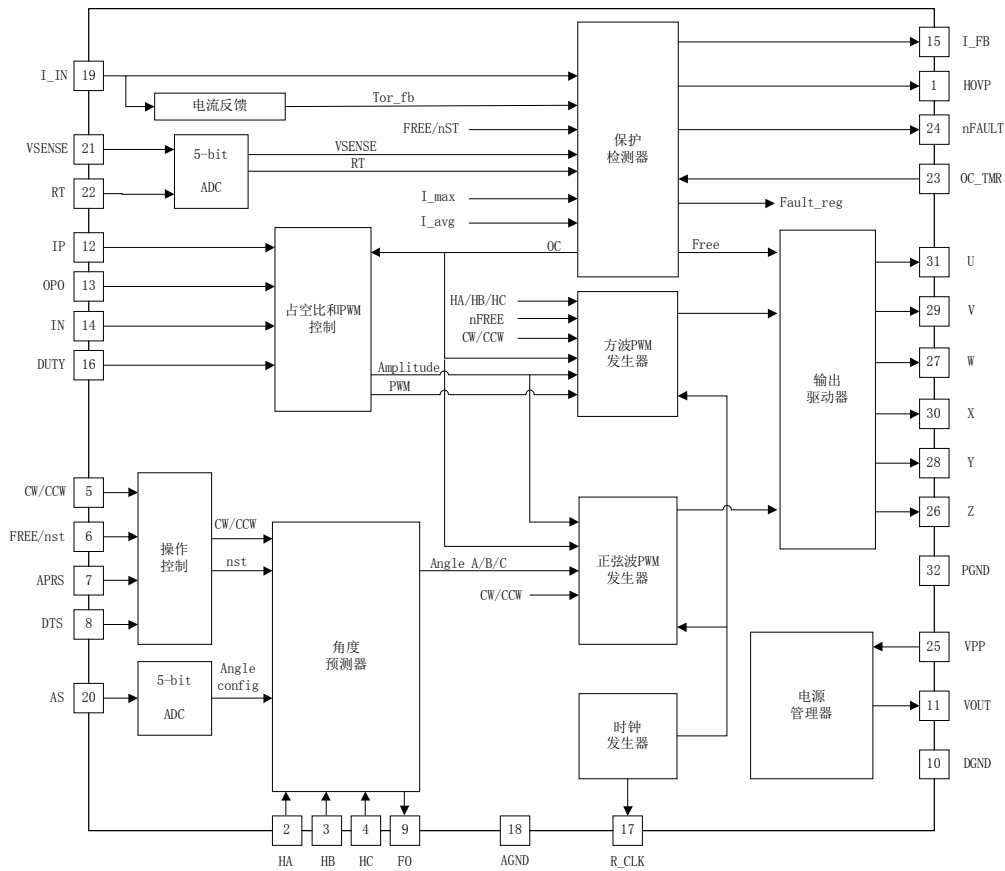 15 I_FB
I_IN 19
1 HOVP
电流反馈 Tor_fb
FREE/nST
24 nFAULT
保护
检测器
VSENSE 21
5-bit
ADC
VSENSE
RT
RT 22
23 OC_TMR
I_max
Fault_reg
I_avg
IP 12
OC
Free
31 U
OPO 13
占空比和PWM
控制
HA/HB/HC
nFREE
CW/CCW
29 V
IN 14
方波PWM
发生器
DUTY 16
27 W
Amplitude
PWM
输出
驱动器
30 X
28 Y
CW/CCW 5
26 Z
FREE/nst 6
操作
控制
CW/CCW
nst
APRS 7
Angle A/B/C
正弦波PWM
发生器
CW/CCW
32 PGND
DTS 8
角度
预测器
25 VPP
AS 20
5-bit
ADC
Angle
config
电源
管理器
11 VOUT
时钟
发生器
10 DGND
2 3 4 9 18 17
HA HB HC FO AGND R_CLK